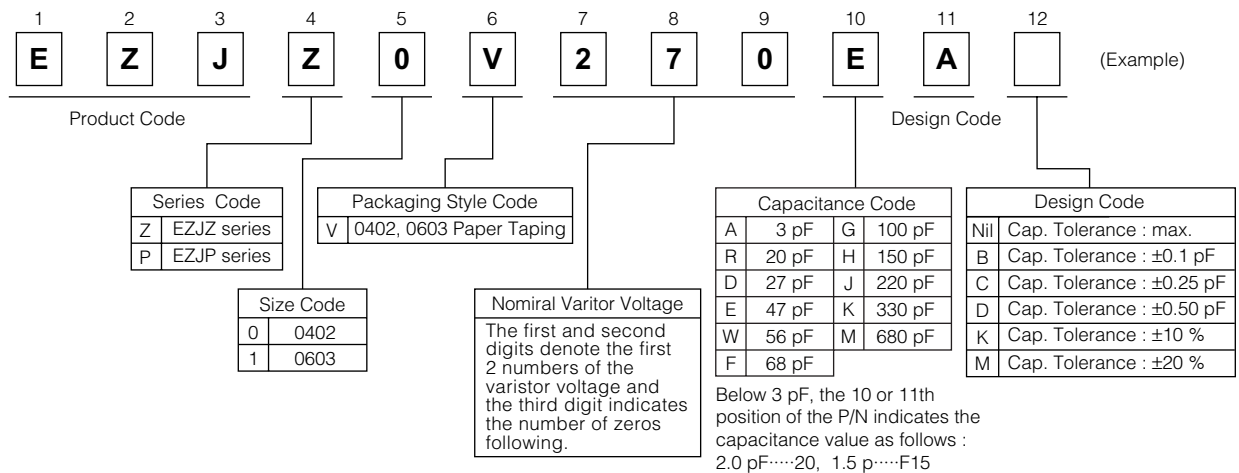 1 2 3 4 5 6 7 8 9 10 11 12
E Z J Z 0 V 2 7 0 E A (Example)
Product Code
Design Code
Series Code
Z EZJZ series
P EZJP series
Packaging Style Code
V 0402, 0603 Paper Taping
Size Code
0 0402
1 0603
Nomiral Varitor Voltage
The first and second
digits denote the first
2 numbers of the
varistor voltage and
the third digit indicates
the number of zeros
following.
Capacitance Code
A 3 pF G 100 pF
R 20 pF H 150 pF
D 27 pF J 220 pF
E 47 pF K 330 pF
W 56 pF M 680 pF
F 68 pF
Below 3 pF, the 10 or 11th
position of the P/N indicates the
capacitance value as follows :
2.0 pF·····20, 1.5 p·····F15
Design Code
Nil Cap. Tolerance : max.
B Cap. Tolerance : ±0.1 pF
C Cap. Tolerance : ±0.25 pF
D Cap. Tolerance : ±0.50 pF
K Cap. Tolerance : ±10 %
M Cap. Tolerance : ±20 %